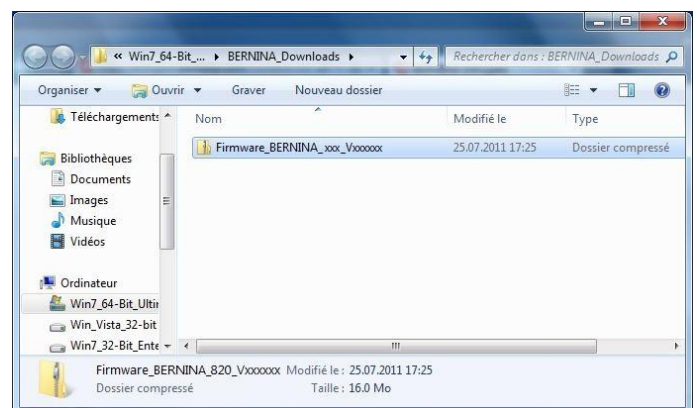 « Win7_64-Bit_... ▸ BERNINA_Downloads ▸ Rechercher dans : BERNINA_Downloads
Organiser Ouvrir Graver Nouveau dossier
Téléchargements Nom Modifié le Type
Firmware_BERNINA_xxx_Vxxxxxx 25.07.2011 17:25 Dossier compressé
Bibliothèques
Documents
Images
Musique
Vidéos
Ordinateur
Win7_64-Bit_Ultir
Win_Vista_32-bit
Win7_32-Bit_Ente
Firmware_BERNINA_820_Vxxxxxx Modifié le : 25.07.2011 17:25
Dossier compressé Taille : 16.0 Mo